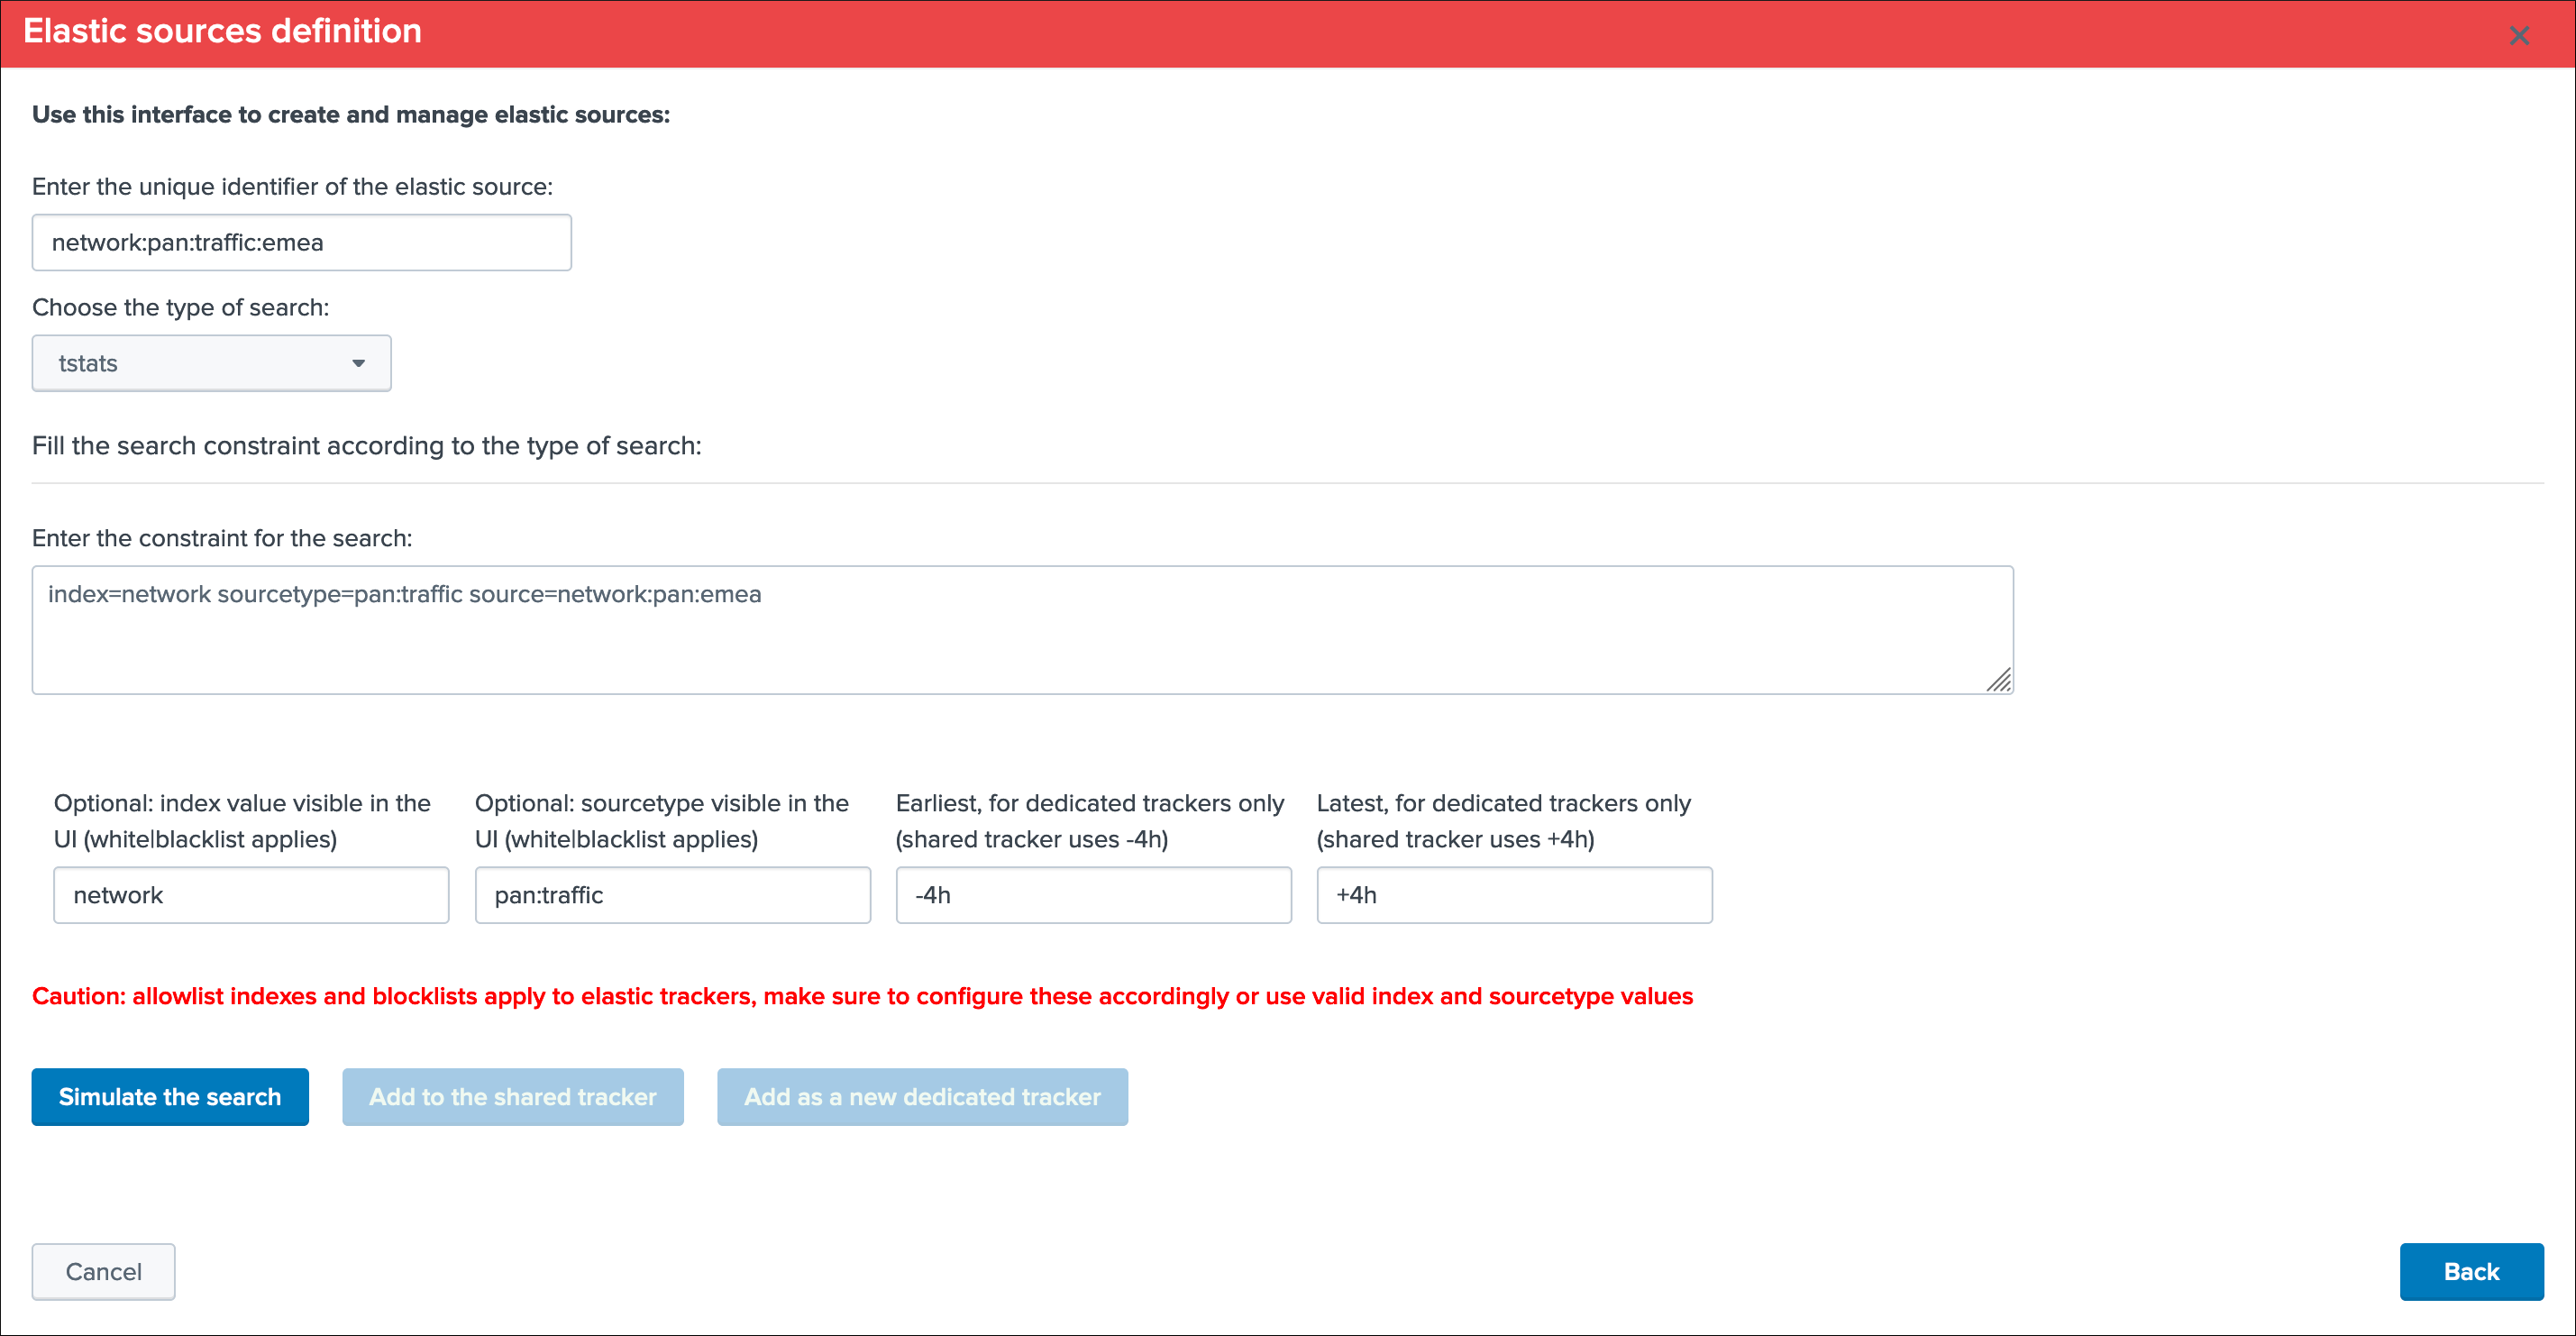 Elastic sources definition
Use this interface to create and manage elastic sources:
Enter the unique identifier of the elastic source:
network:pan:traffic:emea
Choose the type of search:
tstats
Fill the search constraint according to the type of search:
Enter the constraint for the search:
index=network sourcetype=pan:traffic source=network:pan:emea
Optional: index value visible in the
UI (white|blacklist applies)
network
Optional: sourcetype visible in the
UI (white|blacklist applies)
pan:traffic
Earliest, for dedicated trackers only
(shared tracker uses -4h)
-4h
Latest, for dedicated trackers only
(shared tracker uses +4h)
+4h
Caution: allowlist indexes and blocklists apply to elastic trackers, make sure to configure these accordingly or use valid index and sourcetype values
Simulate the search
Add to the shared tracker
Add as a new dedicated tracker
Cancel
Back